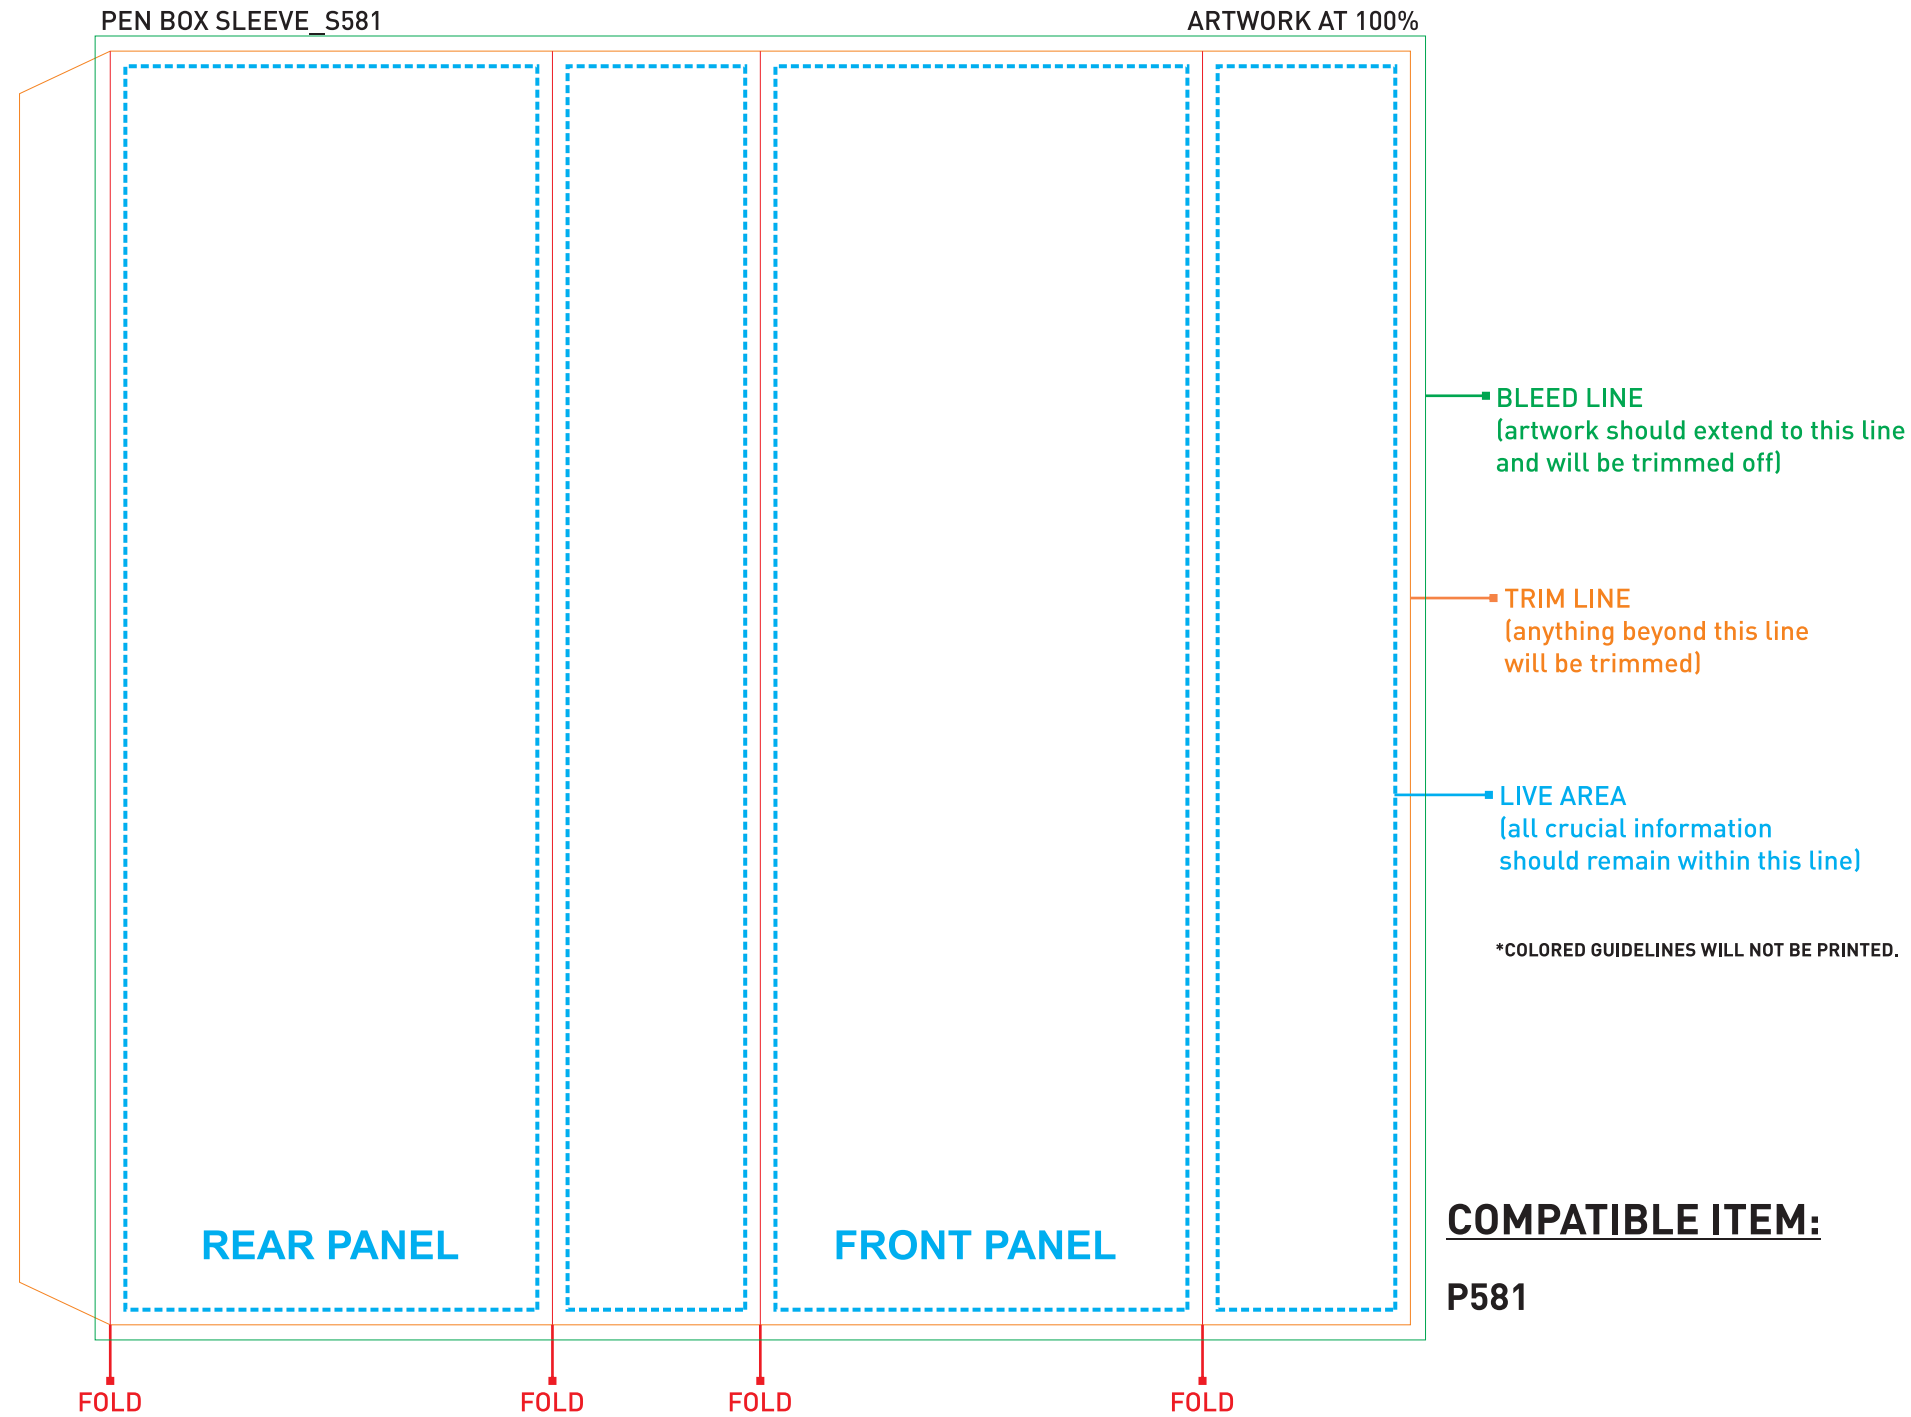 PEN BOX SLEEVE_S581
ARTWORK AT 100%
BLEED LINE
(artwork should extend to this line
and will be trimmed off)
TRIM LINE
(anything beyond this line
will be trimmed)
LIVE AREA
(all crucial information
should remain within this line)
*COLORED GUIDELINES WILL NOT BE PRINTED.
REAR PANEL
FRONT PANEL
COMPATIBLE ITEM:
P581
FOLD
FOLD
FOLD
FOLD